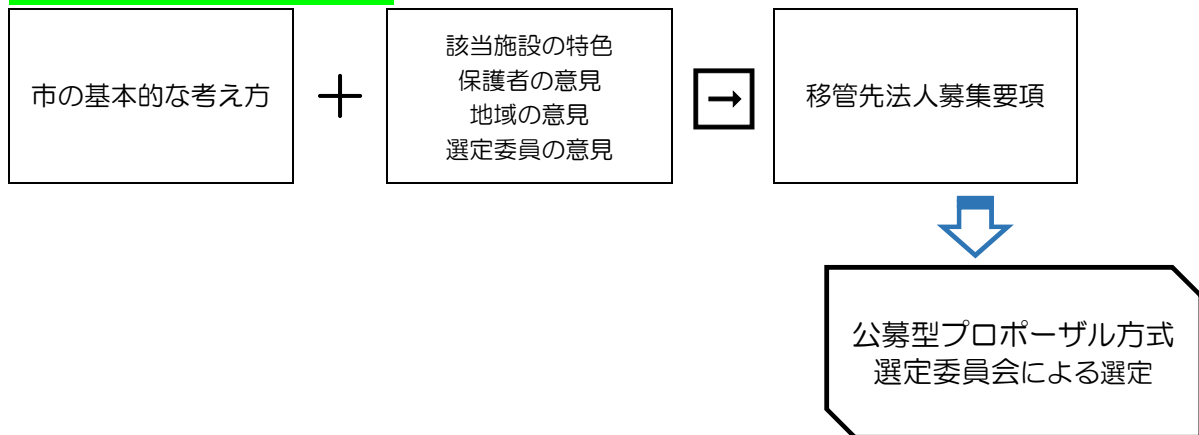 市の基本的な考え方
＋
該当施設の特色
保護者の意見
地域の意見
選定委員の意見
→
移管先法人募集要項
公募型プロポーザル方式
選定委員会による選定